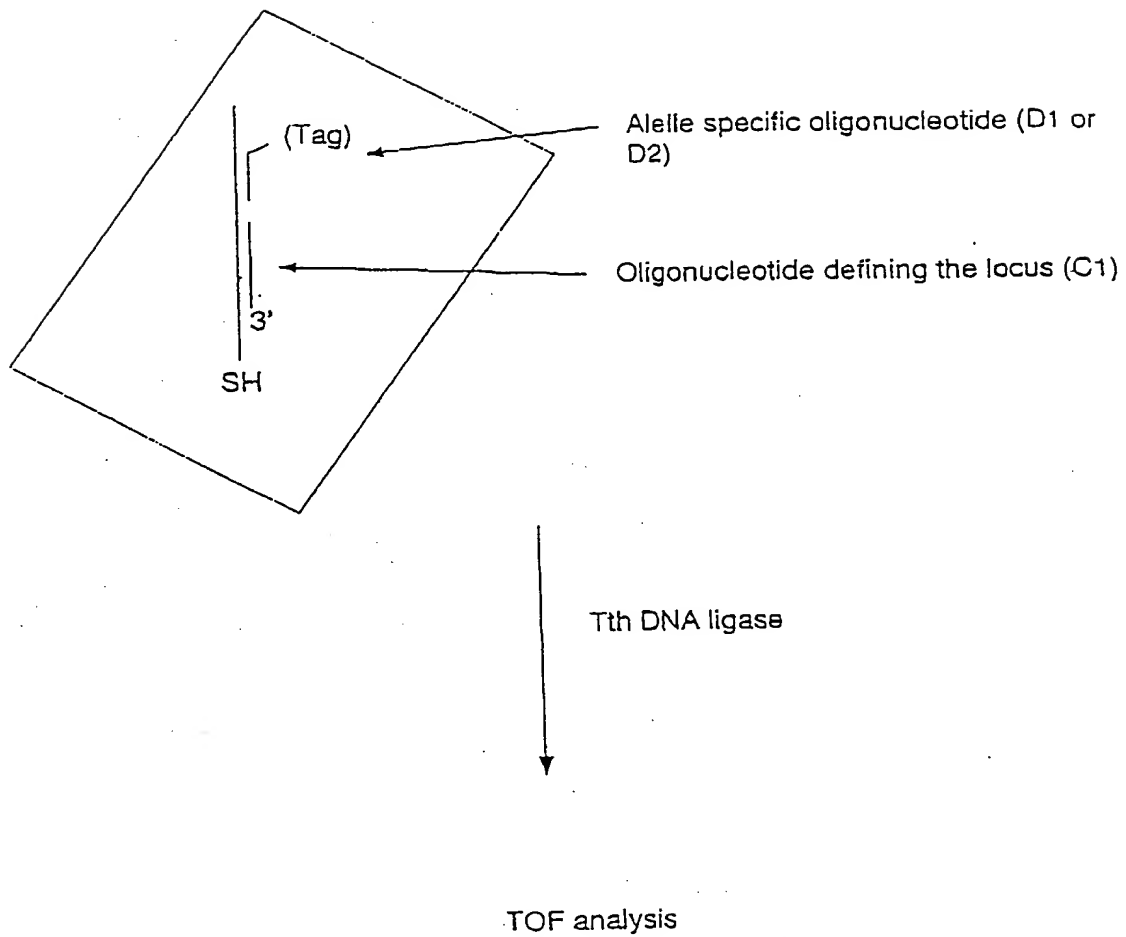 (Tag)
Alelle specific oligonucleotide (D1 or
D2)
Oligonucleotide defining the locus (C1)
3'
SH
Tth DNA ligase
TOF analysis